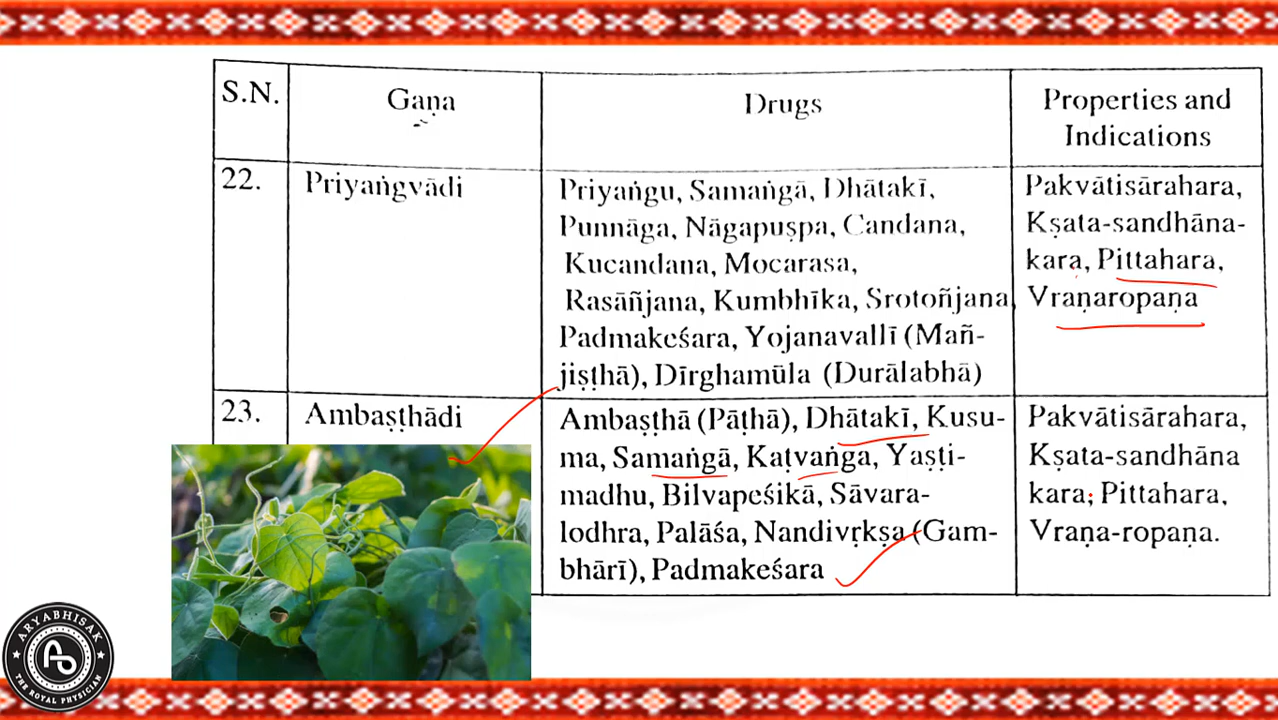 S.N.
Gaṇa
Drugs
Properties and
Indications
22.
Priyaṅgvādi
Priyaṅgu, Samaṅgā, Dhātakī,
Punnāga, Nāgapuṣpa, Candana,
Kucandana, Mocarasa,
Rasāñjana, Kumbhīka, Srotoñjana,
Padmakeśara, Yojanavallī (Mañ-
jiṣṭhā), Dīrghamūla (Durālabhā)
Pakvātisārahara,
Kṣata-sandhāna-
kara, Pittahara,
Vraṇaropaṇa
23.
Ambaṣṭhādi
Ambaṣṭhā (Pāṭhā), Dhātakī, Kusu-
ma, Samaṅgā, Kaṭvaṅga, Yaṣṭi-
madhu, Bilvapeśikā, Sāvara-
lodhra, Palāśa, Nandivṛkṣa (Gam-
bhārī), Padmakeśara
Pakvātisārahara,
Kṣata-sandhāna
kara; Pittahara,
Vraṇa-ropaṇa.
ARYABHISAK
THE ROYAL PHYSICIAN